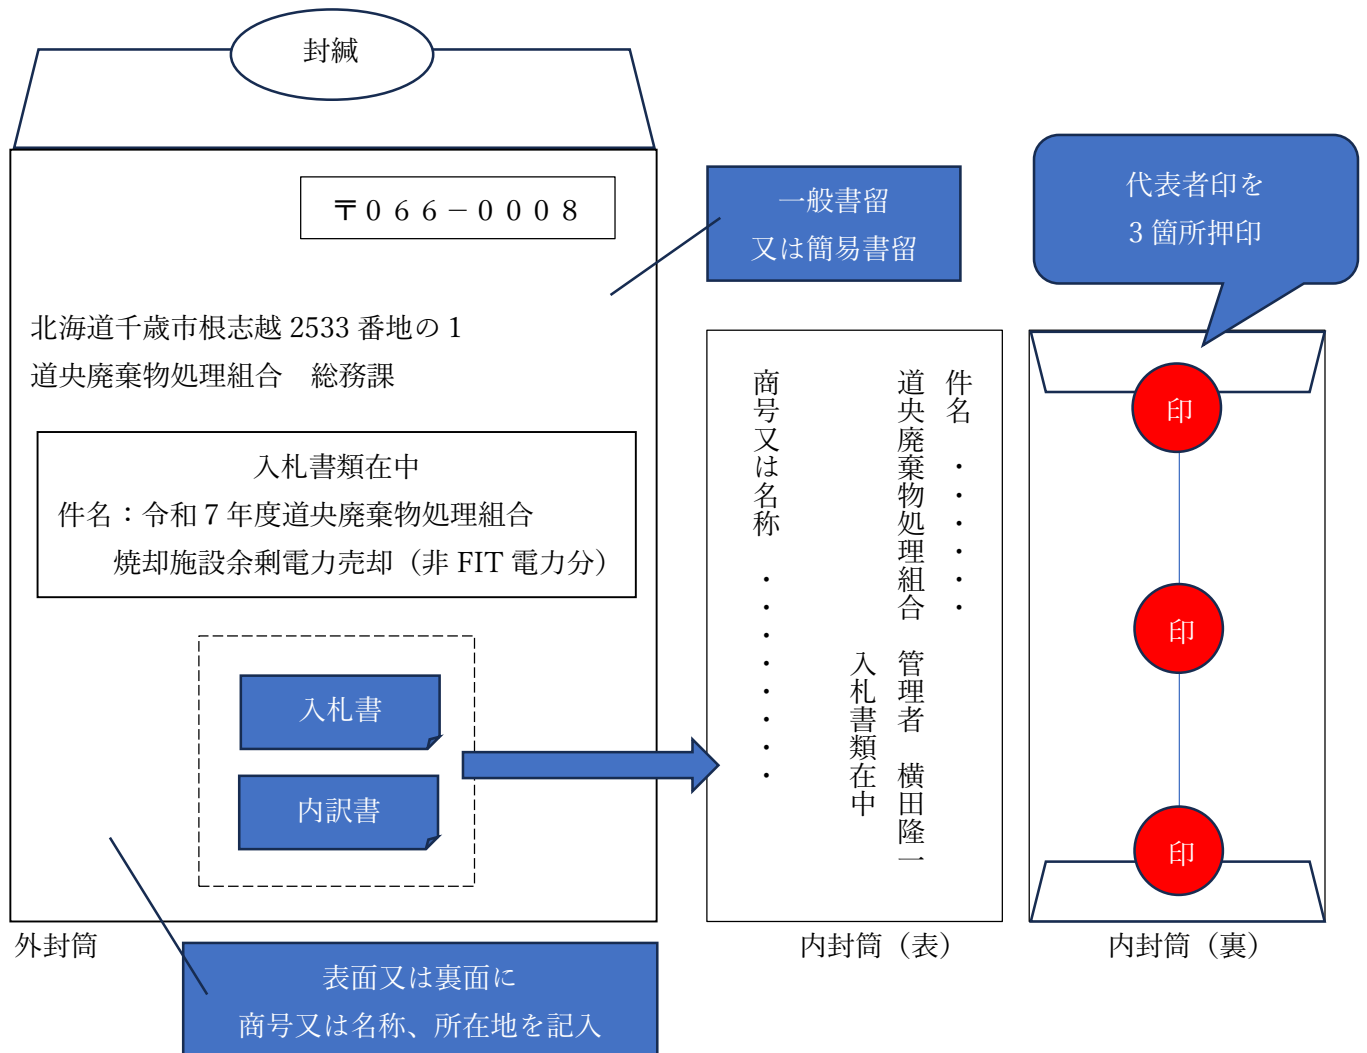 封緘
〒０６６－０００８
一般書留
又は簡易書留
代表者印を
3 箇所押印
北海道千歳市根志越 2533 番地の 1
道央廃棄物処理組合　総務課
入札書類在中
件名：令和 7 年度道央廃棄物処理組合
焼却施設余剰電力売却（非 FIT 電力分）
入札書
内訳書
件名　・・・・・・
道央廃棄物処理組合　管理者　横田隆一
入札書類在中
商号又は名称　・・・・・・・・
印
印
印
外封筒
内封筒（表）
内封筒（裏）
表面又は裏面に
商号又は名称、所在地を記入